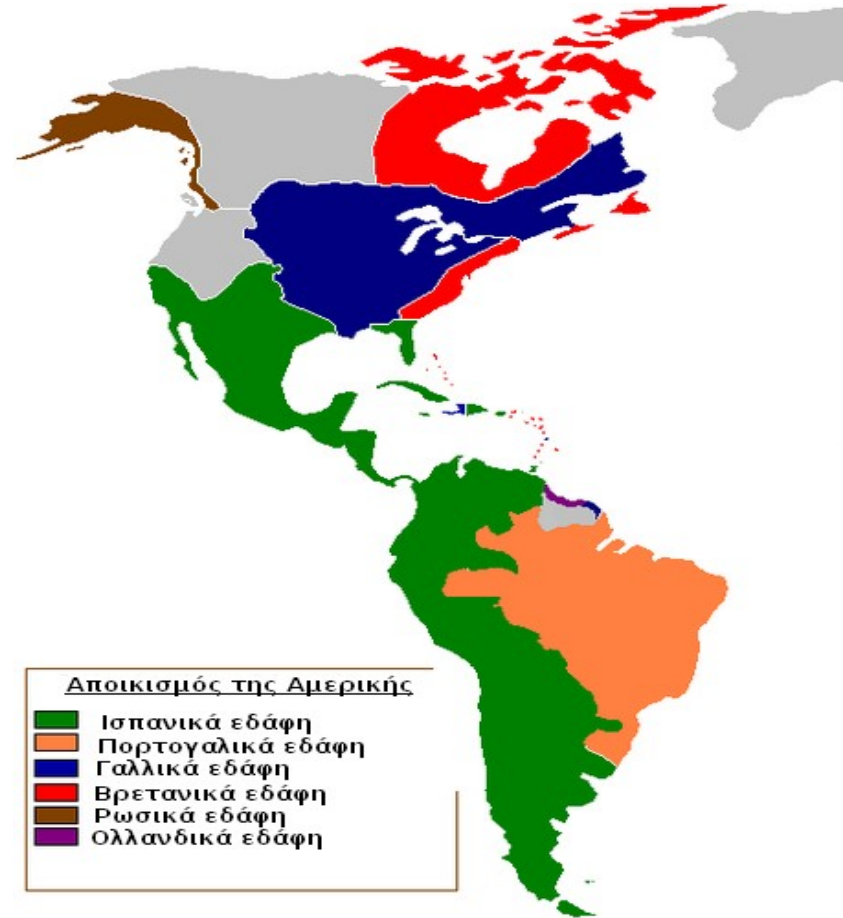 Αποικισμός της Αμερικής
Ισπανικά εδάφη
Πορτογαλικά εδάφη
Γαλλικά εδάφη
Βρετανικά εδάφη
Ρωσικά εδάφη
Ολλανδικά εδάφη